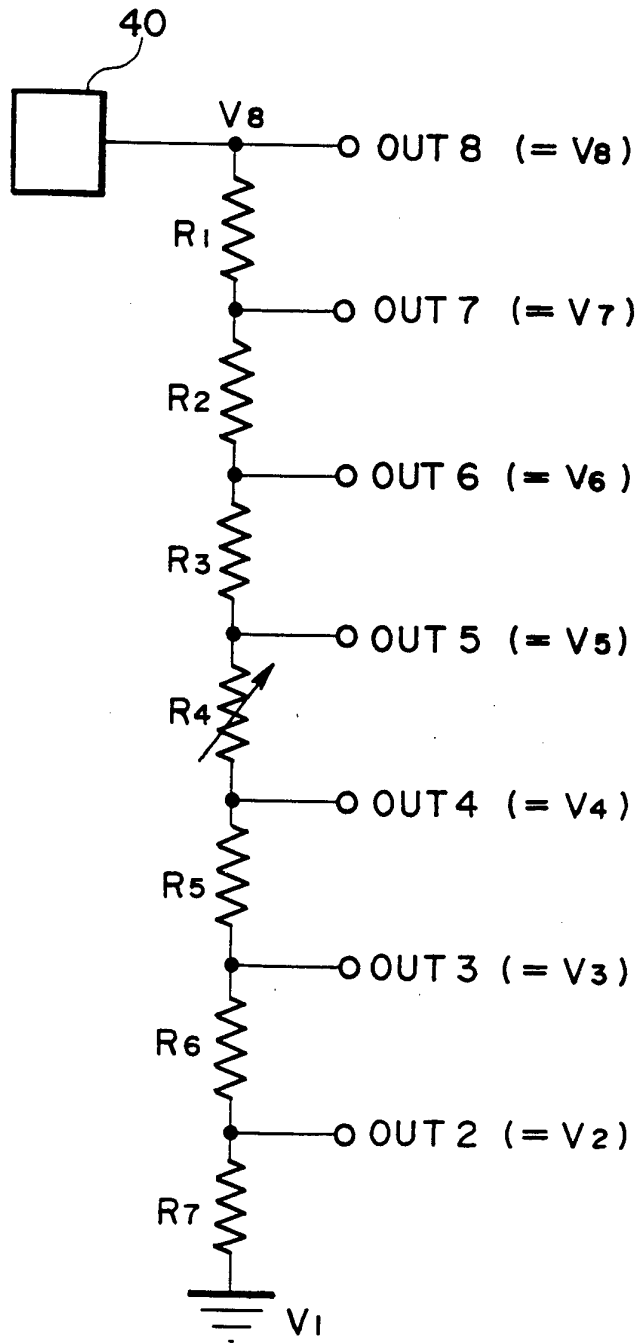 40
V8
OUT 8 (= V8)
R1
OUT 7 (= V7)
R2
OUT 6 (= V6)
R3
OUT 5 (= V5)
R4
OUT 4 (= V4)
R5
OUT 3 (= V3)
R6
OUT 2 (= V2)
R7
V1